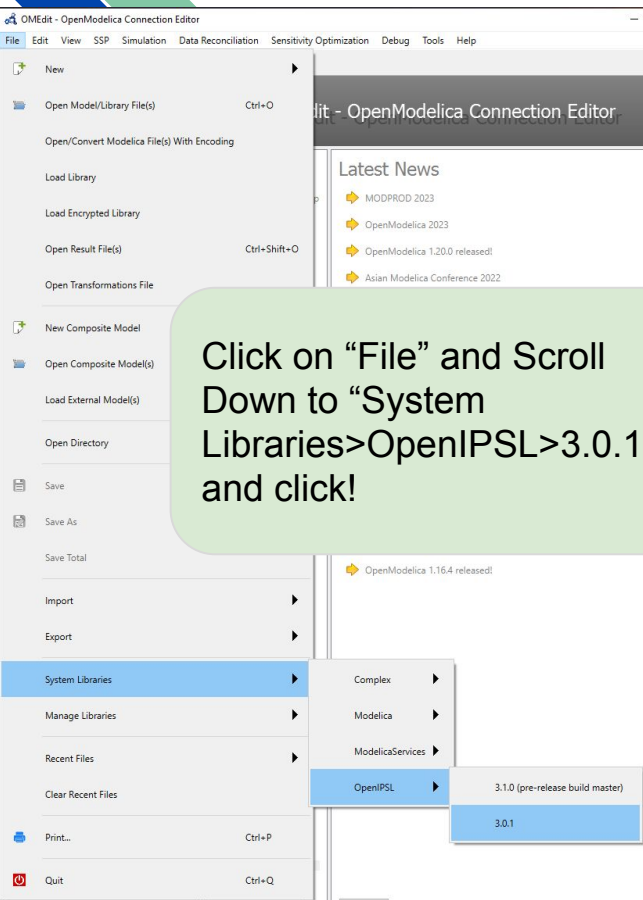 OMEdit - OpenModelica Connection Editor
File Edit View SSP Simulation Data Reconciliation Sensitivity Optimization Debug Tools Help
New
Open Model/Library File(s) Ctrl+O
Open/Convert Modelica File(s) With Encoding
Load Library
Load Encrypted Library
Open Result File(s) Ctrl+Shift+O
Open Transformations File
New Composite Model
Open Composite Model(s)
Load External Model(s)
Open Directory
Save
Save As
Save Total
Import
Export
System Libraries
Manage Libraries
Recent Files
Clear Recent Files
Print... Ctrl+P
Quit Ctrl+Q
dit - OpenModelica Connection Editor
Latest News
MODPROD 2023
OpenModelica 2023
OpenModelica 1.20.0 released!
Asian Modelica Conference 2022
Click on “File” and Scroll
Down to “System
Libraries>OpenIPSL>3.0.1
and click!
OpenModelica 1.16.4 released!
Complex
Modelica
ModelicaServices
OpenIPSL
3.1.0 (pre-release build master)
3.0.1